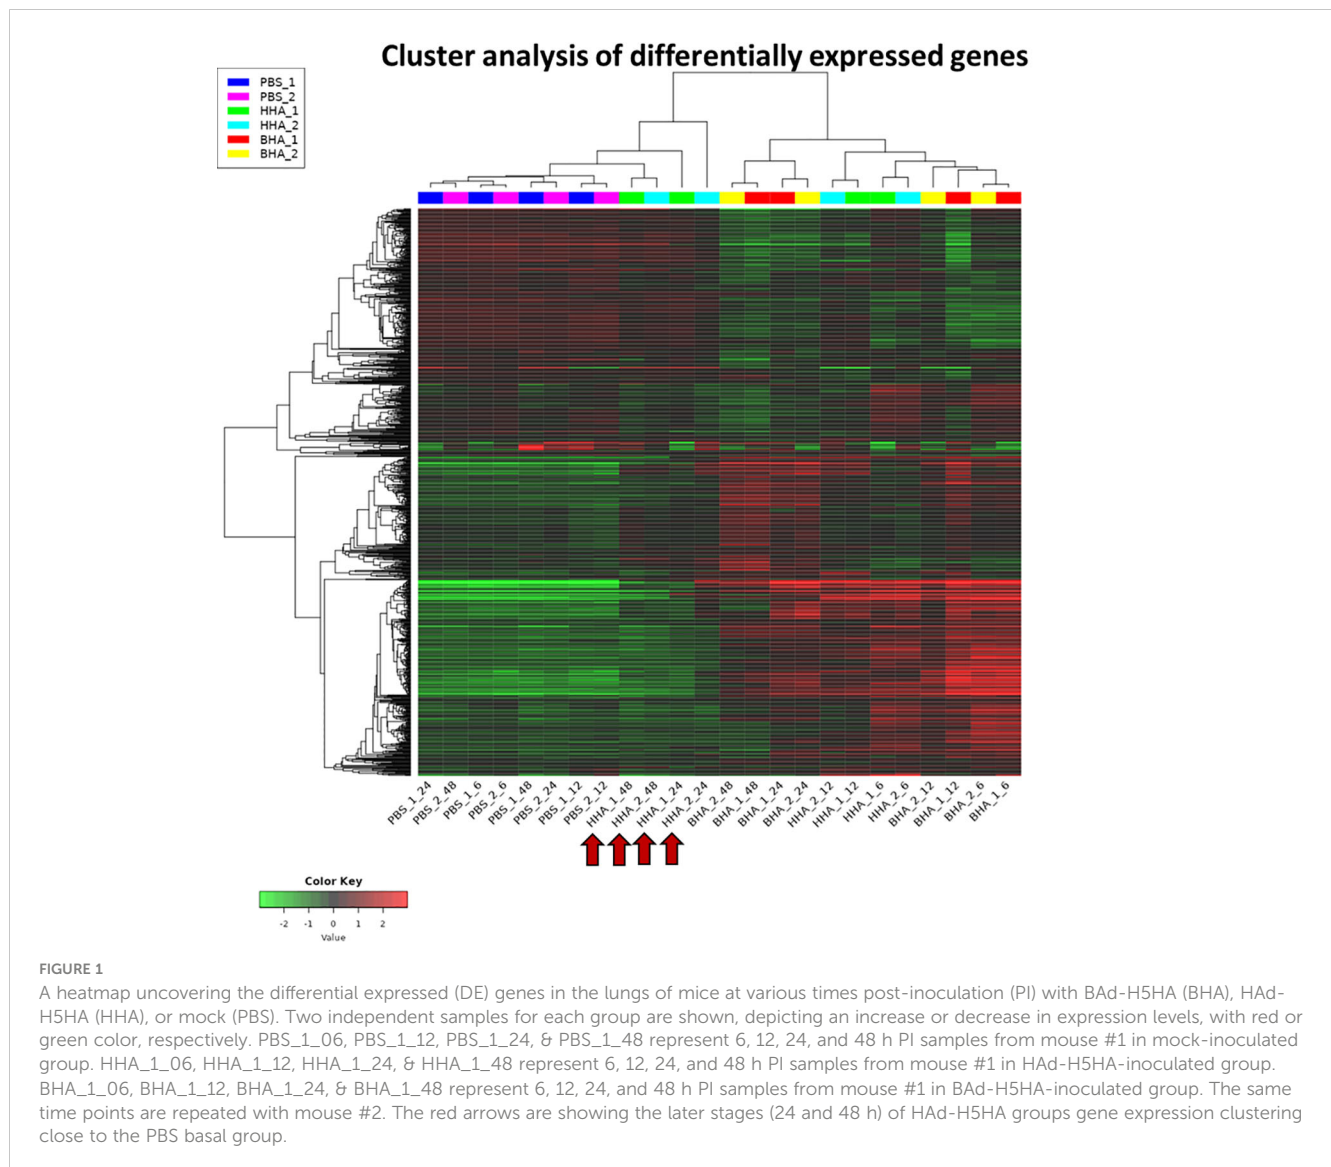 Cluster analysis of differentially expressed genes
PBS_1
PBS_2
HHA_1
HHA_2
BHA_1
BHA_2
PBS_1_24
PBS_2_48
PBS_1_6
PBS_2_6
PBS_1_48
PBS_2_24
PBS_1_12
PBS_2_12
HHA_1_48
HHA_2_48
HHA_1_24
HHA_2_24
BHA_2_48
BHA_1_48
BHA_1_24
BHA_2_24
HHA_2_12
HHA_1_12
HHA_1_6
HHA_2_6
BHA_2_12
BHA_1_12
BHA_2_6
BHA_1_6
Color Key
-2 -1 0 1 2
Value
FIGURE 1
A heatmap uncovering the differential expressed (DE) genes in the lungs of mice at various times post-inoculation (PI) with BAd-H5HA (BHA), HAd-
H5HA (HHA), or mock (PBS). Two independent samples for each group are shown, depicting an increase or decrease in expression levels, with red or
green color, respectively. PBS_1_06, PBS_1_12, PBS_1_24, & PBS_1_48 represent 6, 12, 24, and 48 h PI samples from mouse #1 in mock-inoculated
group. HHA_1_06, HHA_1_12, HHA_1_24, & HHA_1_48 represent 6, 12, 24, and 48 h PI samples from mouse #1 in HAd-H5HA-inoculated group.
BHA_1_06, BHA_1_12, BHA_1_24, & BHA_1_48 represent 6, 12, 24, and 48 h PI samples from mouse #1 in BAd-H5HA-inoculated group. The same
time points are repeated with mouse #2. The red arrows are showing the later stages (24 and 48 h) of HAd-H5HA groups gene expression clustering
close to the PBS basal group.